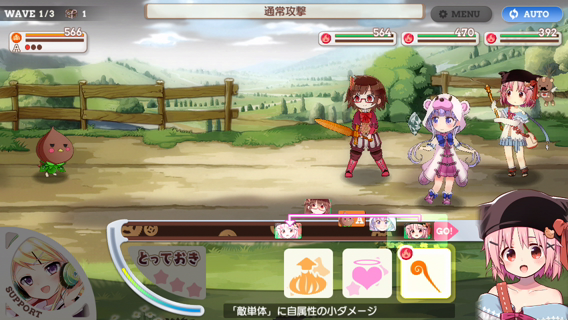 WAVE 1/3 1
通常攻撃
MENU
AUTO
566
A
564
470
392
GO!
とっておき
SUPPORT
「敵単体」に自属性の小ダメージ